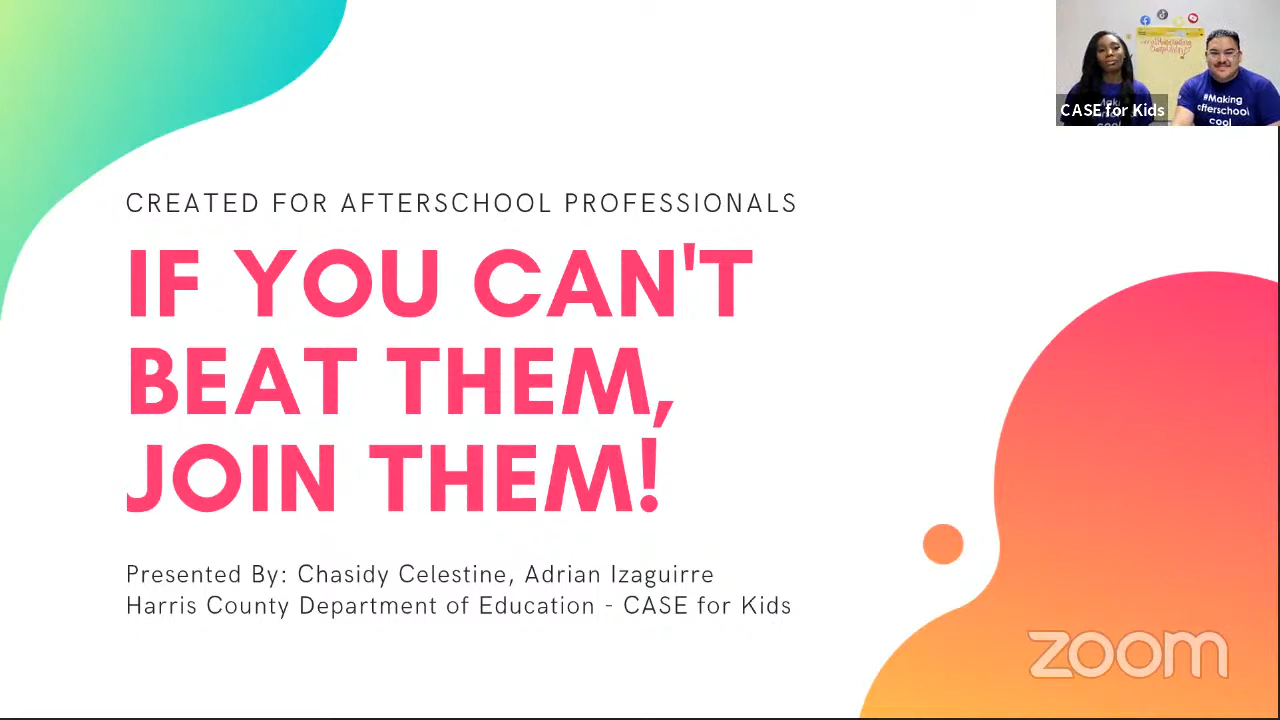 CASE for Kids
#Making
afterschool
cool
CREATED FOR AFTERSCHOOL PROFESSIONALS
IF YOU CAN'T
BEAT THEM,
JOIN THEM!
Presented By: Chasidy Celestine, Adrian Izaguirre
Harris County Department of Education - CASE for Kids
zoom